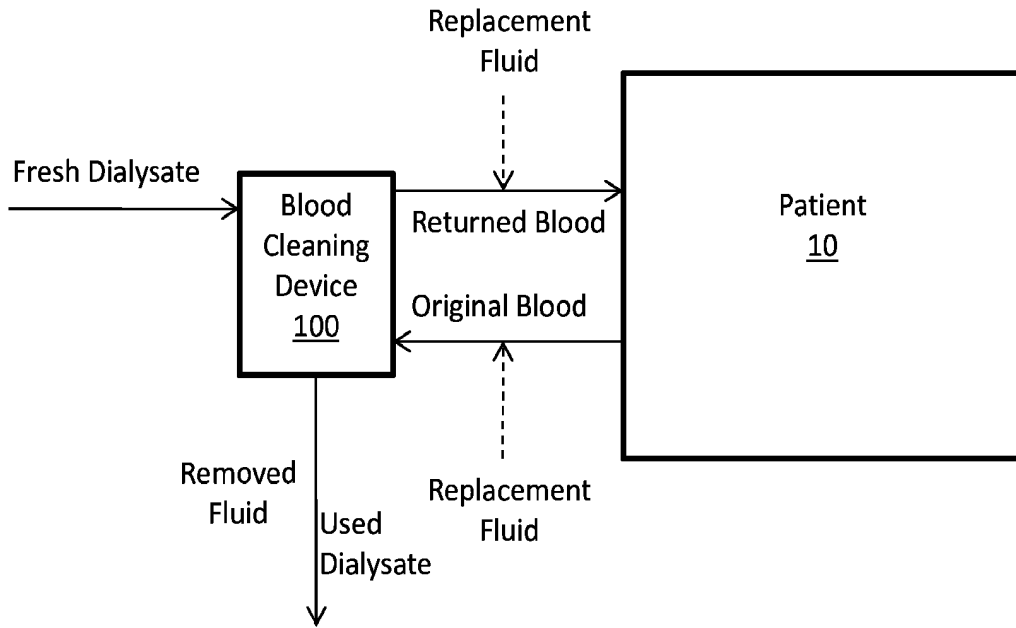 Replacement
Fluid
Fresh Dialysate
Blood
Cleaning
Device
100
Returned Blood
Original Blood
Patient
10
Removed
Fluid
Used
Dialysate
Replacement
Fluid